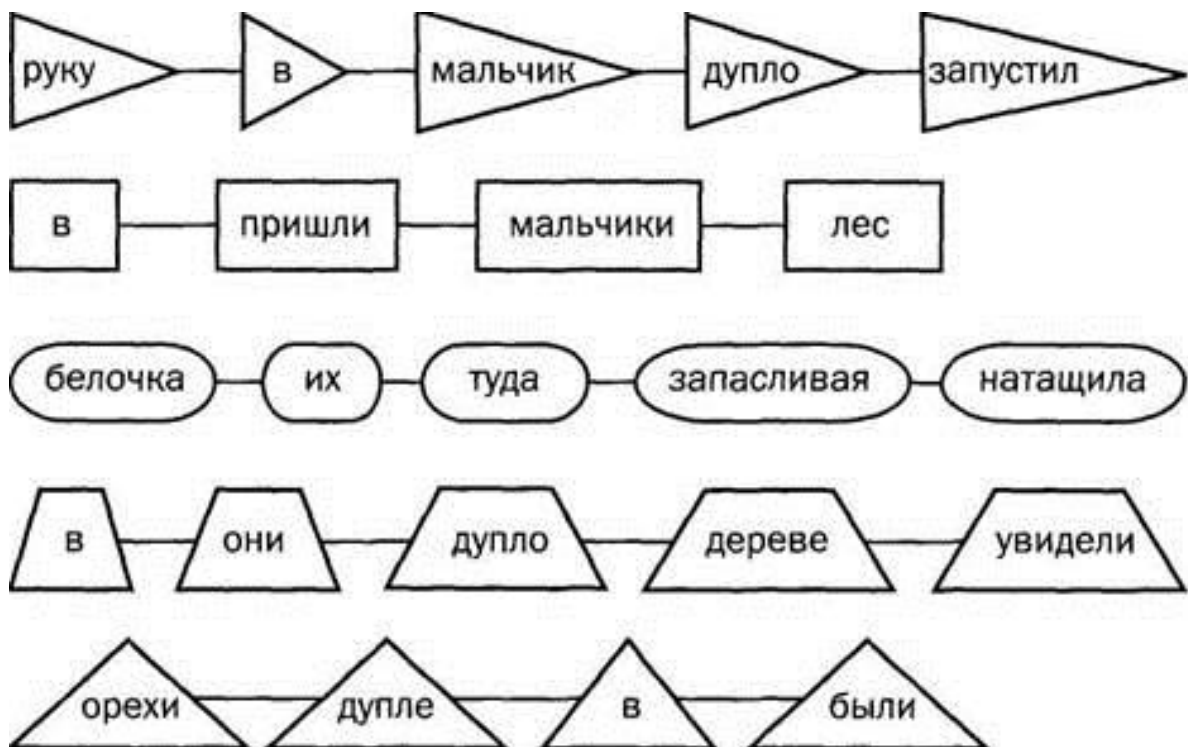 руку в мальчик дупло запустил
в пришли мальчики лес
белочка их туда запасливая натащила
в они дупло дереве увидели
орехи дупле в были